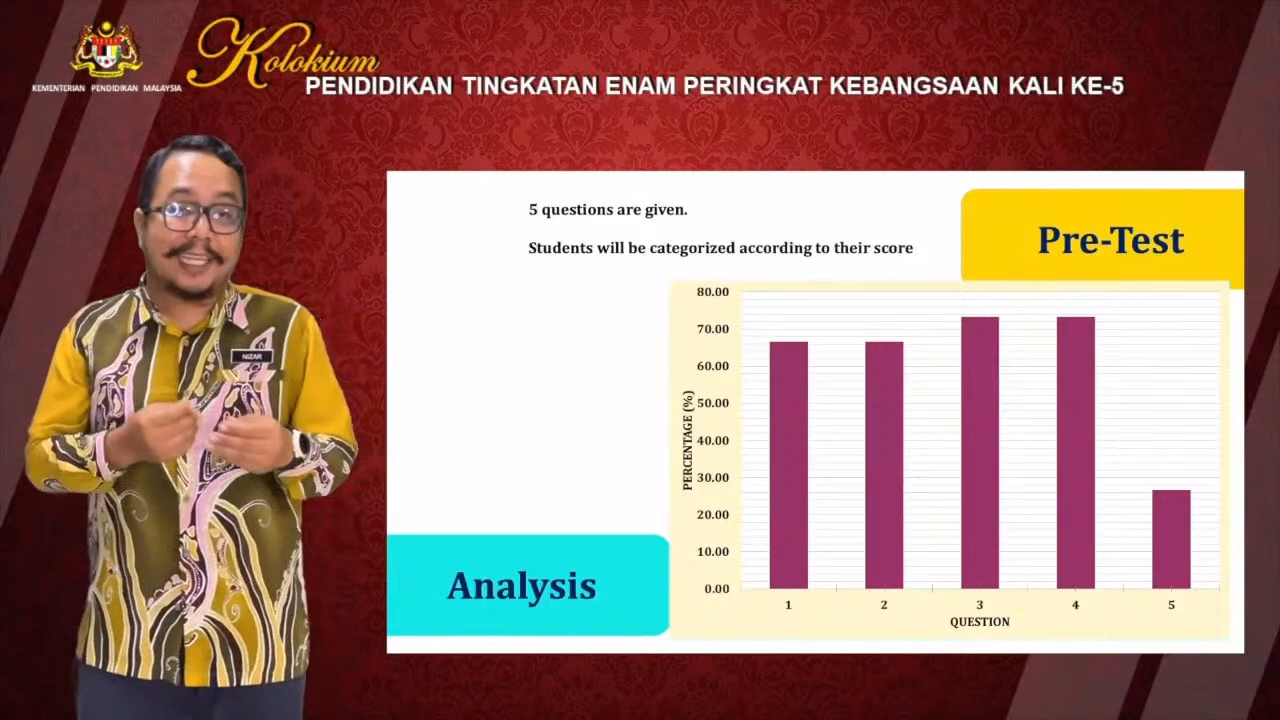 KEMENTERIAN PENDIDIKAN MALAYSIA
Kolokium
PENDIDIKAN TINGKATAN ENAM PERINGKAT KEBANGSAAN KALI KE-5
NIZAR
5 questions are given.
Students will be categorized according to their score
Pre-Test
80.00
70.00
60.00
50.00
40.00
30.00
20.00
10.00
0.00
PERCENTAGE (%)
1 2 3 4 5
QUESTION
Analysis